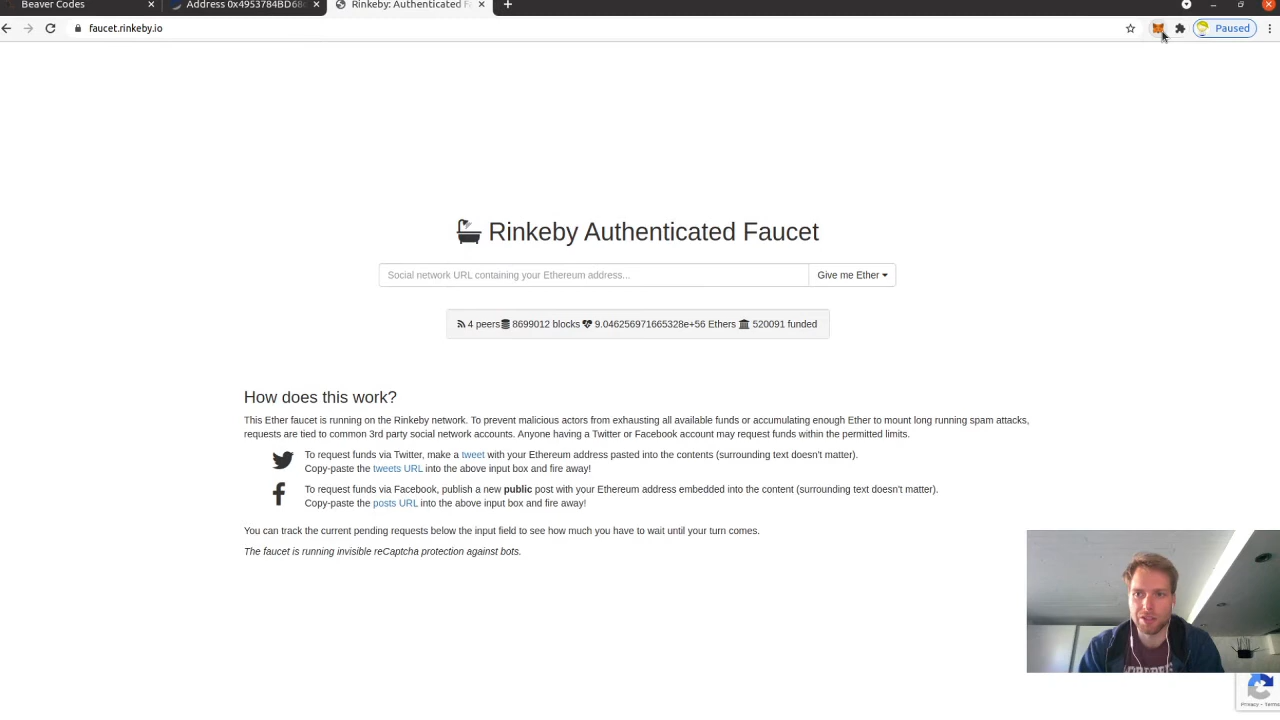 Beaver Codes
Address 0x4953784BD68
Rinkeby: Authenticated F
faucet.rinkeby.io
Paused
Rinkeby Authenticated Faucet
Social network URL containing your Ethereum address...
Give me Ether
4 peers 8699012 blocks 9.046256971665328e+56 Ethers 520091 funded
How does this work?
This Ether faucet is running on the Rinkeby network. To prevent malicious actors from exhausting all available funds or accumulating enough Ether to mount long running spam attacks,
requests are tied to common 3rd party social network accounts. Anyone having a Twitter or Facebook account may request funds within the permitted limits.
To request funds via Twitter, make a tweet with your Ethereum address pasted into the contents (surrounding text doesn't matter).
Copy-paste the tweets URL into the above input box and fire away!
To request funds via Facebook, publish a new public post with your Ethereum address embedded into the content (surrounding text doesn't matter).
Copy-paste the posts URL into the above input box and fire away!
You can track the current pending requests below the input field to see how much you have to wait until your turn comes.
The faucet is running invisible reCaptcha protection against bots.
Privacy - Terms